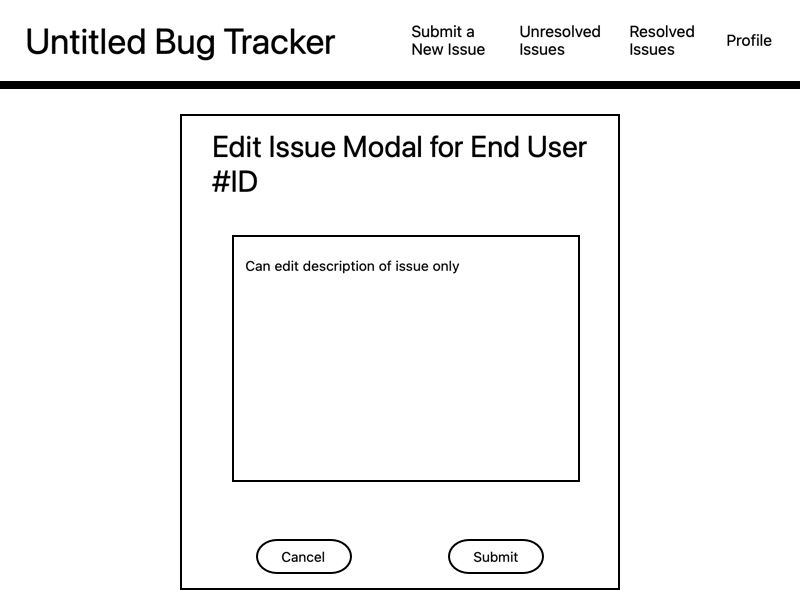 Untitled Bug Tracker
Submit a
New Issue
Unresolved
Issues
Resolved
Issues
Profile
Edit Issue Modal for End User
#ID
Can edit description of issue only
Cancel
Submit